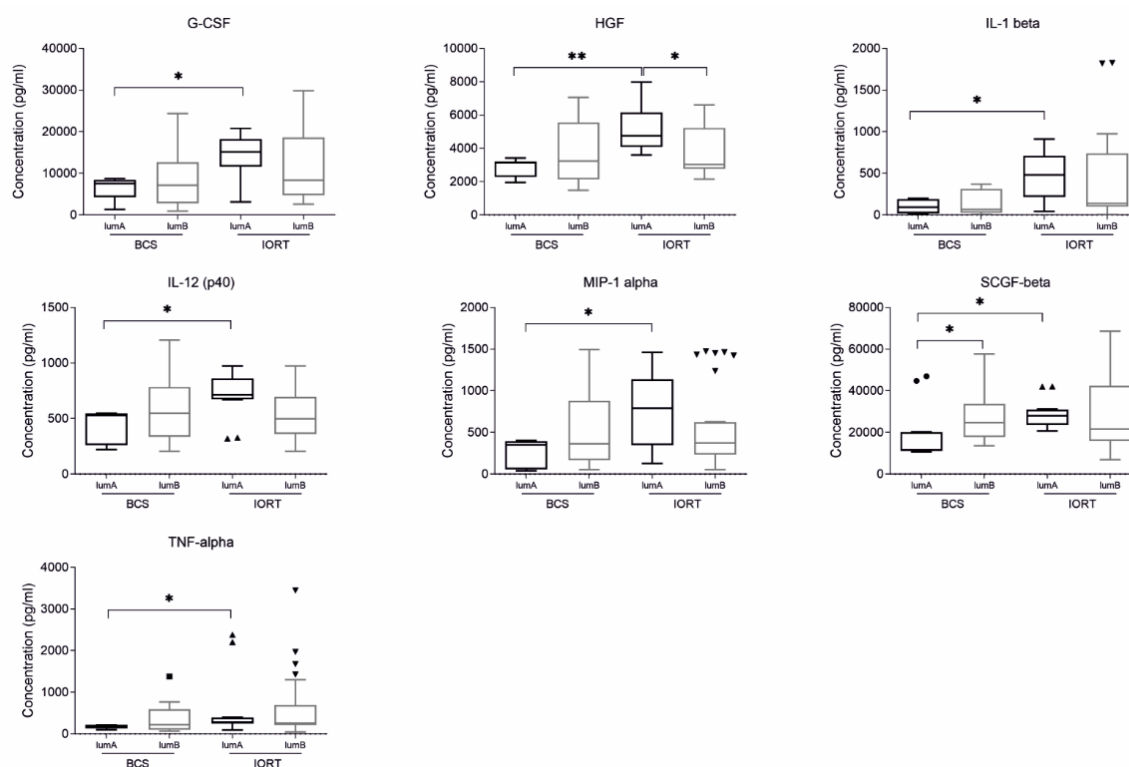 G-CSF
Concentration (pg/ml)
40000
30000
20000
10000
0
*
lumA lumB lumA lumB
BCS IORT
HGF
Concentration (pg/ml)
10000
8000
6000
4000
2000
0
** *
lumA lumB lumA lumB
BCS IORT
IL-1 beta
Concentration (pg/ml)
2000
1500
1000
500
0
*
lumA lumB lumA lumB
BCS IORT
IL-12 (p40)
Concentration (pg/ml)
1500
1000
500
0
*
lumA lumB lumA lumB
BCS IORT
MIP-1 alpha
Concentration (pg/ml)
2000
1500
1000
500
0
*
lumA lumB lumA lumB
BCS IORT
SCGF-beta
Concentration (pg/ml)
80000
60000
40000
20000
0
*
*
lumA lumB lumA lumB
BCS IORT
TNF-alpha
Concentration (pg/ml)
4000
3000
2000
1000
0
*
lumA lumB lumA lumB
BCS IORT